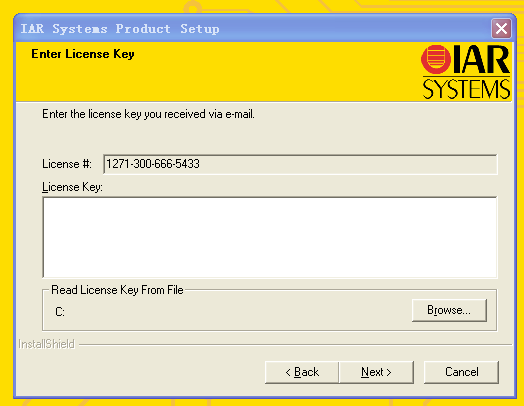 IAR Systems Product Setup
Enter License Key
IAR
SYSTEMS
Enter the license key you received via e-mail.
License #: 1271-300-666-5433
License Key:
Read License Key From File
C:
Browse...
InstallShield
< Back
Next >
Cancel